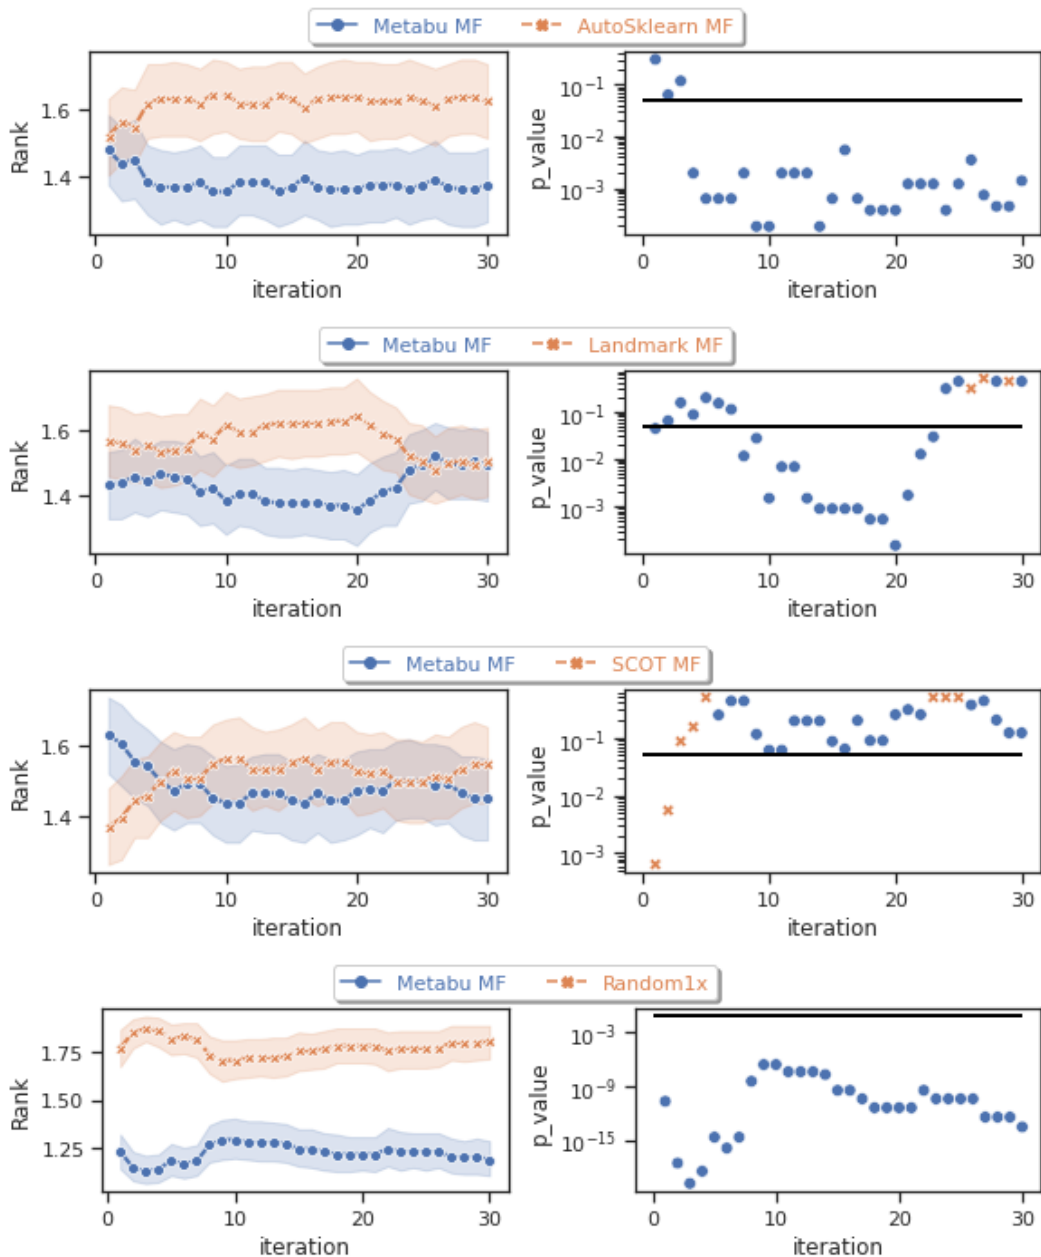 Metabu MF AutoSklearn MF
Rank
1.6
1.4
0 10 20 30
iteration
p_value
10⁻¹
10⁻²
10⁻³
0 10 20 30
iteration
Metabu MF Landmark MF
Rank
1.6
1.4
0 10 20 30
iteration
p_value
10⁻¹
10⁻²
10⁻³
0 10 20 30
iteration
Metabu MF SCOT MF
Rank
1.6
1.4
0 10 20 30
iteration
p_value
10⁻¹
10⁻²
10⁻³
0 10 20 30
iteration
Metabu MF Random1x
Rank
1.75
1.50
1.25
0 10 20 30
iteration
p_value
10⁻³
10⁻⁹
10⁻¹⁵
0 10 20 30
iteration